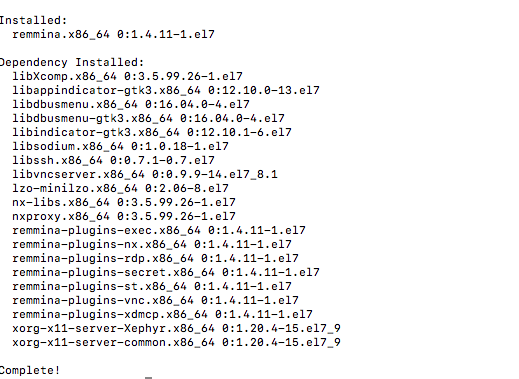 Installed:
  remmina.x86_64 0:1.4.11-1.el7

Dependency Installed:
  libXcomp.x86_64 0:3.5.99.26-1.el7
  libappindicator-gtk3.x86_64 0:12.10.0-13.el7
  libdbusmenu.x86_64 0:16.04.0-4.el7
  libdbusmenu-gtk3.x86_64 0:16.04.0-4.el7
  libindicator-gtk3.x86_64 0:12.10.1-6.el7
  libsodium.x86_64 0:1.0.18-1.el7
  libssh.x86_64 0:0.7.1-0.7.el7
  libvncserver.x86_64 0:0.9.9-14.el7_8.1
  lzo-minilzo.x86_64 0:2.06-8.el7
  nx-libs.x86_64 0:3.5.99.26-1.el7
  nxproxy.x86_64 0:3.5.99.26-1.el7
  remmina-plugins-exec.x86_64 0:1.4.11-1.el7
  remmina-plugins-nx.x86_64 0:1.4.11-1.el7
  remmina-plugins-rdp.x86_64 0:1.4.11-1.el7
  remmina-plugins-secret.x86_64 0:1.4.11-1.el7
  remmina-plugins-st.x86_64 0:1.4.11-1.el7
  remmina-plugins-vnc.x86_64 0:1.4.11-1.el7
  remmina-plugins-xdmcp.x86_64 0:1.4.11-1.el7
  xorg-x11-server-Xephyr.x86_64 0:1.20.4-15.el7_9
  xorg-x11-server-common.x86_64 0:1.20.4-15.el7_9

Complete!